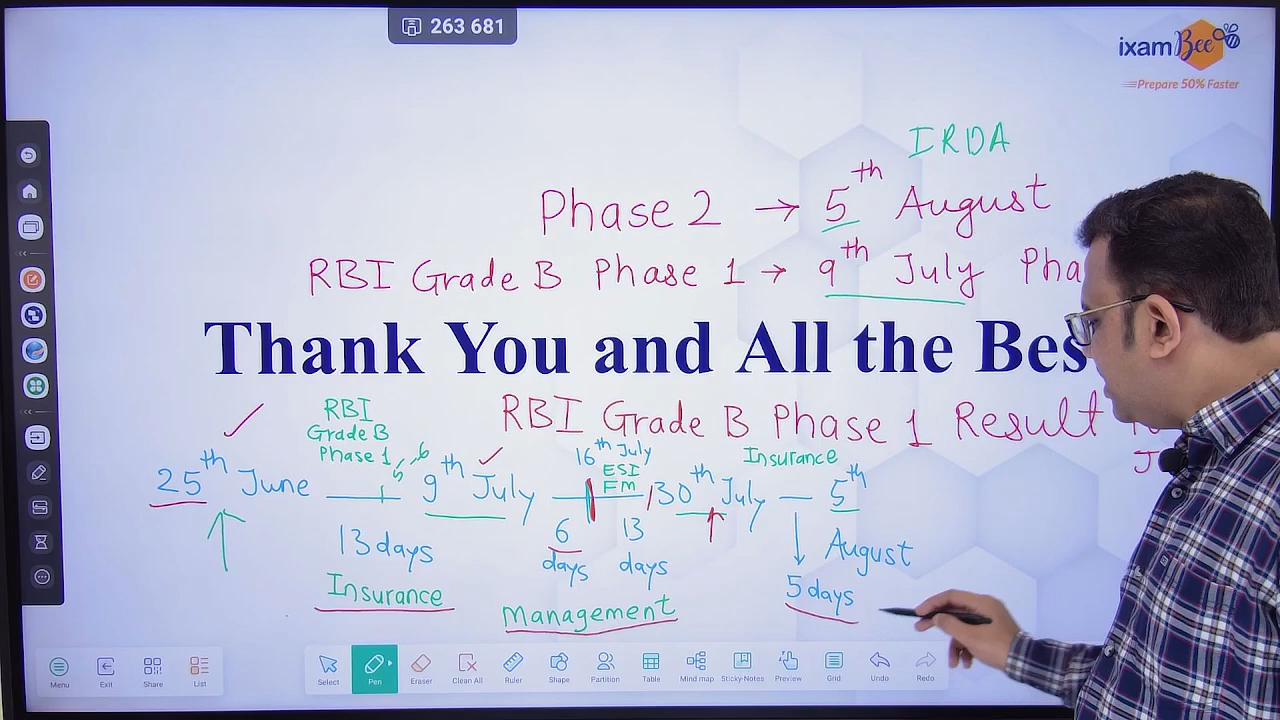 263 681
ixamBee
Prepare 50% Faster
IRDA
Phase 2 → 5th August
RBI Grade B Phase 1 → 9th July Pha
Thank You and All the Bes
RBI Grade B Phase 1 Result
RBI
Grade B
Phase 1
5, 6
16th July
ESI
FM
Insurance
25th June 9th July 30th July 5th
August
13 days
6
days
13
days
5 days
Insurance
Management
Menu Exit Share List Select Pen Eraser Clean All Ruler Shape Partition Table Mind map Sticky-Notes Preview Grid Undo Redo